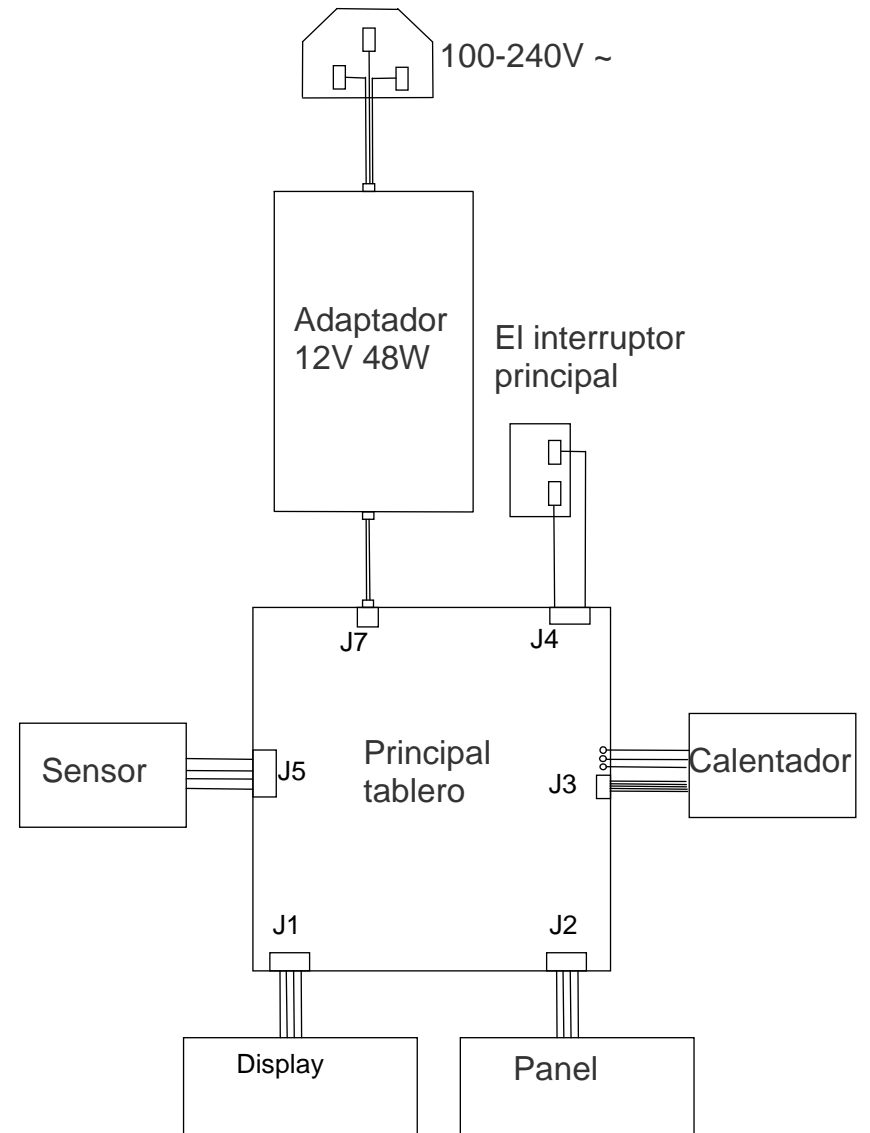 100-240V ~
Adaptador
12V 48W
El interruptor
principal
J7
J4
Sensor
J5
Principal
tablero
J3
Calentador
J1
J2
Display
Panel